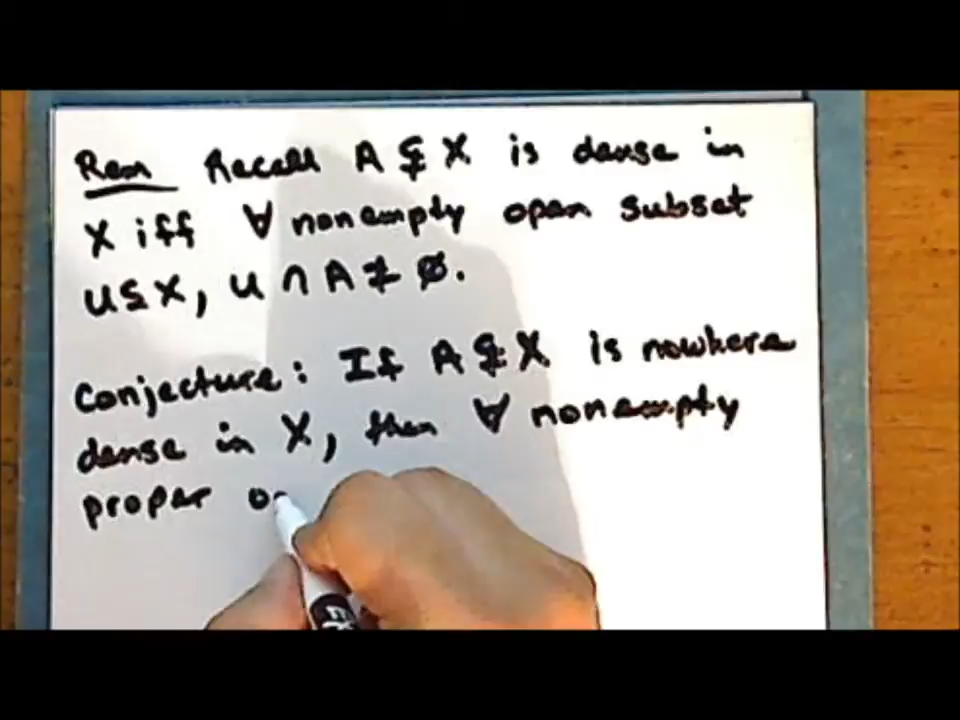 Rem Recall A ⊊ X is dense in
X iff ∀ nonempty open subset
U ⊆ X, U ∩ A ≠ ∅.
Conjecture: If A ⊊ X is nowhere
dense in X, then ∀ nonempty
proper o